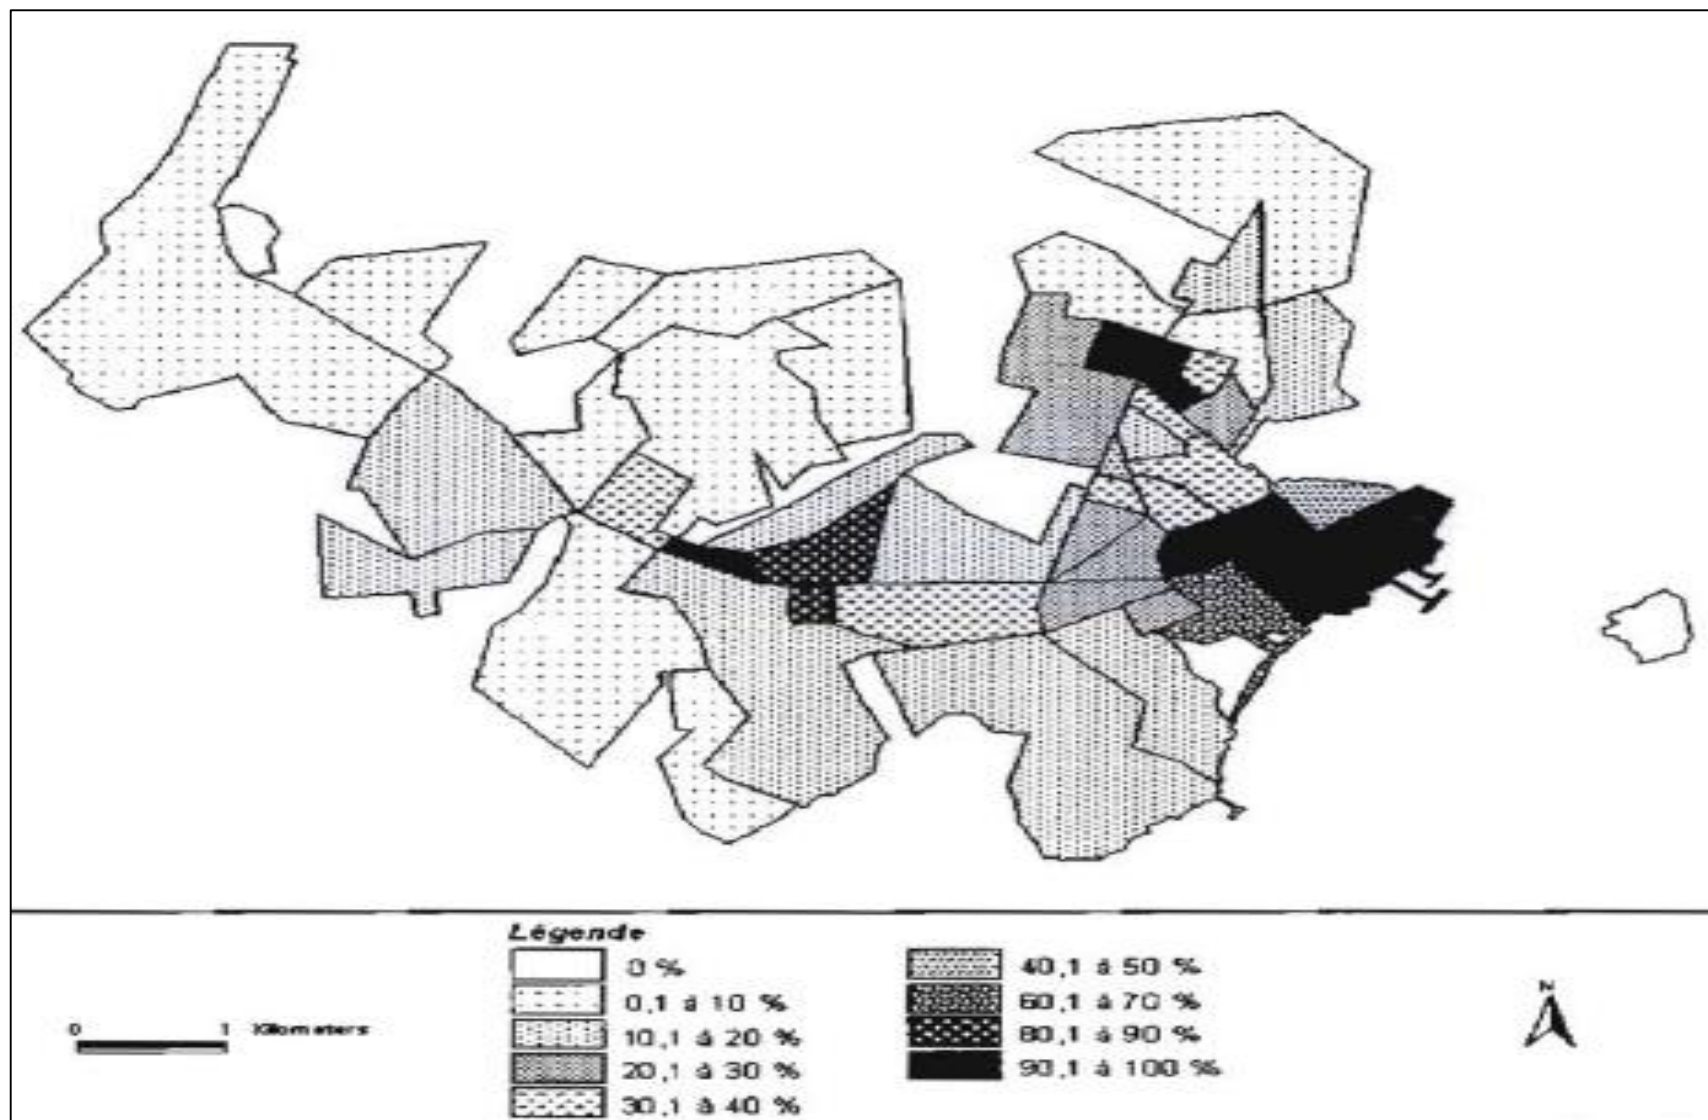 Légende
0 %
0,1 à 10 %
10,1 à 20 %
20,1 à 30 %
30,1 à 40 %
40,1 à 50 %
60,1 à 70 %
80,1 à 90 %
90,1 à 100 %
0 1 Kilometers
N